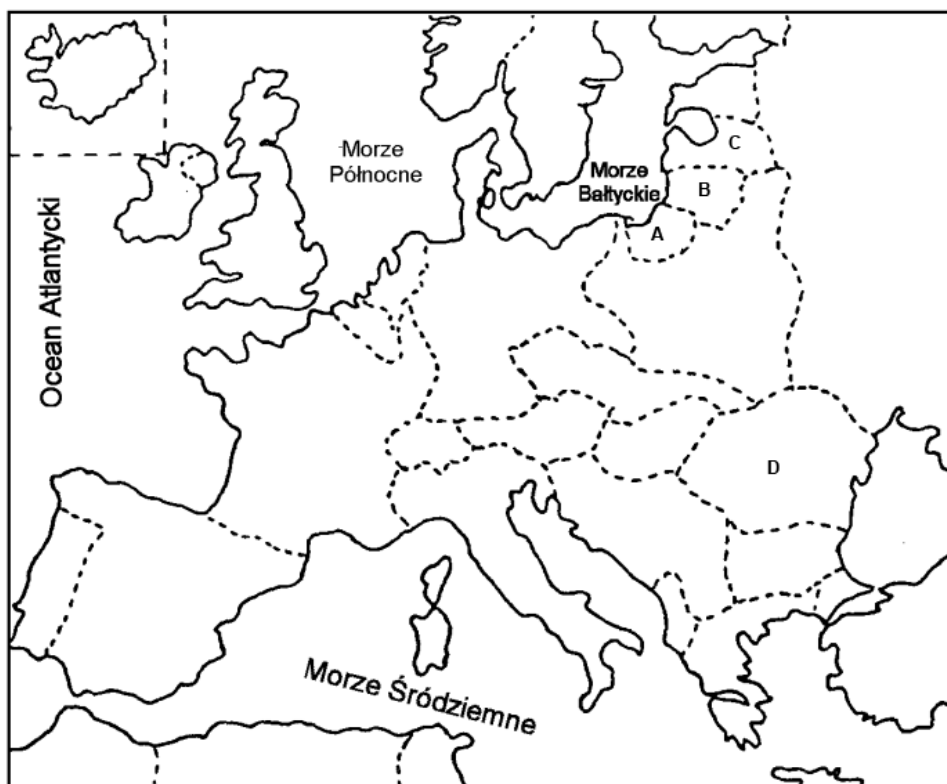 Morze
Północne
C
Morze
Bałtyckie
B
A
Ocean Atlantycki
D
Morze Śródziemne